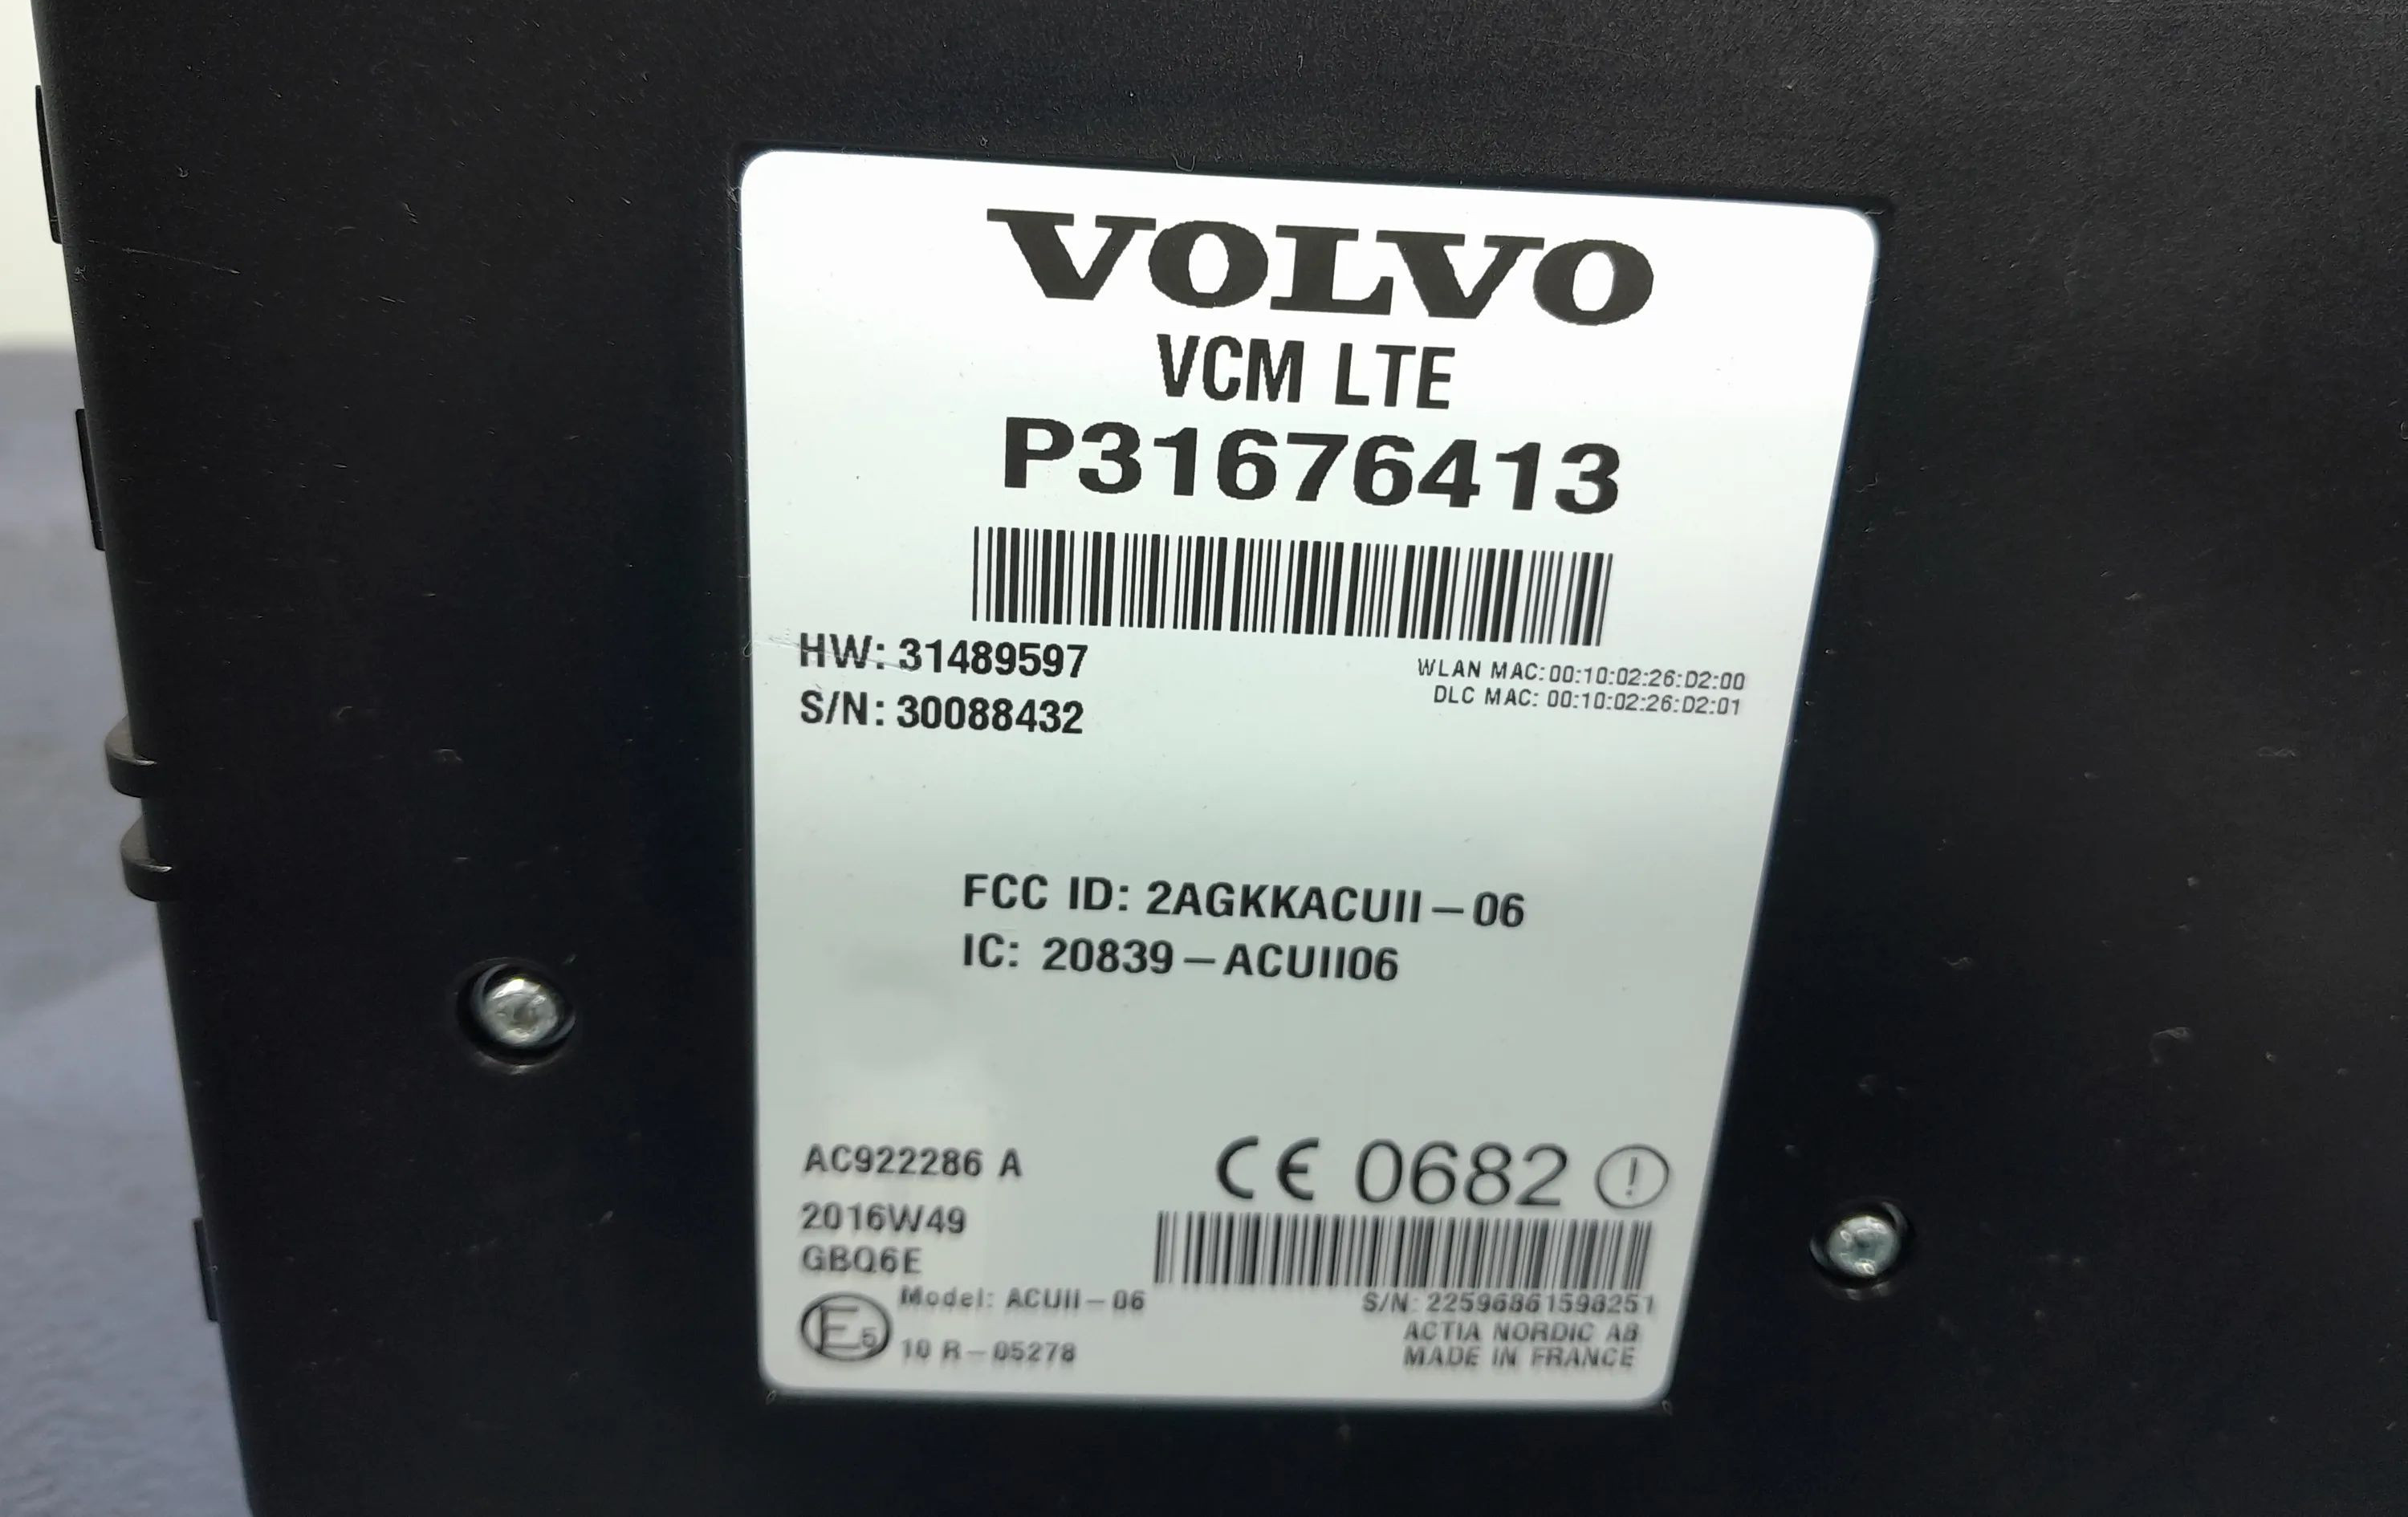 VOLVO
VCM LTE
P31676413
HW: 31489597
S/N: 30088432
WLAN MAC:00:10:02:26:D2:00
DLC MAC: 00:10:02:26:D2:01
FCC ID: 2AGKKACUII-06
IC: 20839-ACUII06
AC922286 A
CE 0682
2016W49
GBQ6E
Model: ACUII-06
E5
10 R-05278
S/N: 22596861598251
ACTIA NORDIC AB
MADE IN FRANCE